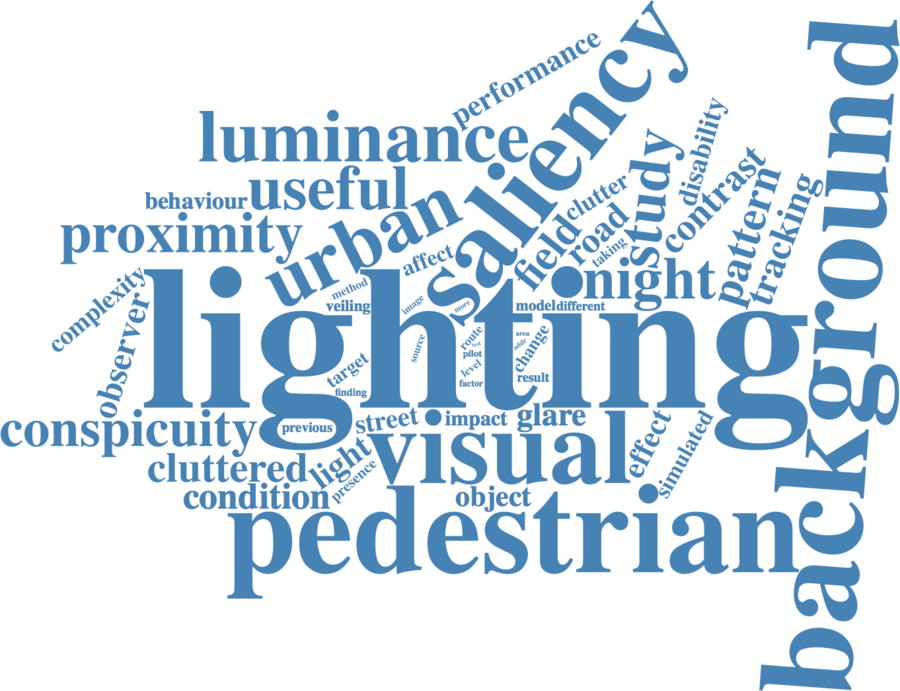 performance
saliency
background
luminance
disability
study
clutter
contrast
behaviour
useful
urban
field
road
taking
pattern
tracking
proximity
affect
night
complexity
observer
method
veiling
image
more
model
different
lighting
source
route
test
pilot
level
factor
area
addr
change
result
target
finding
conspicuity
previous
street
impact
glare
visual
effect
simulated
cluttered
light
presence
condition
object
pedestrian